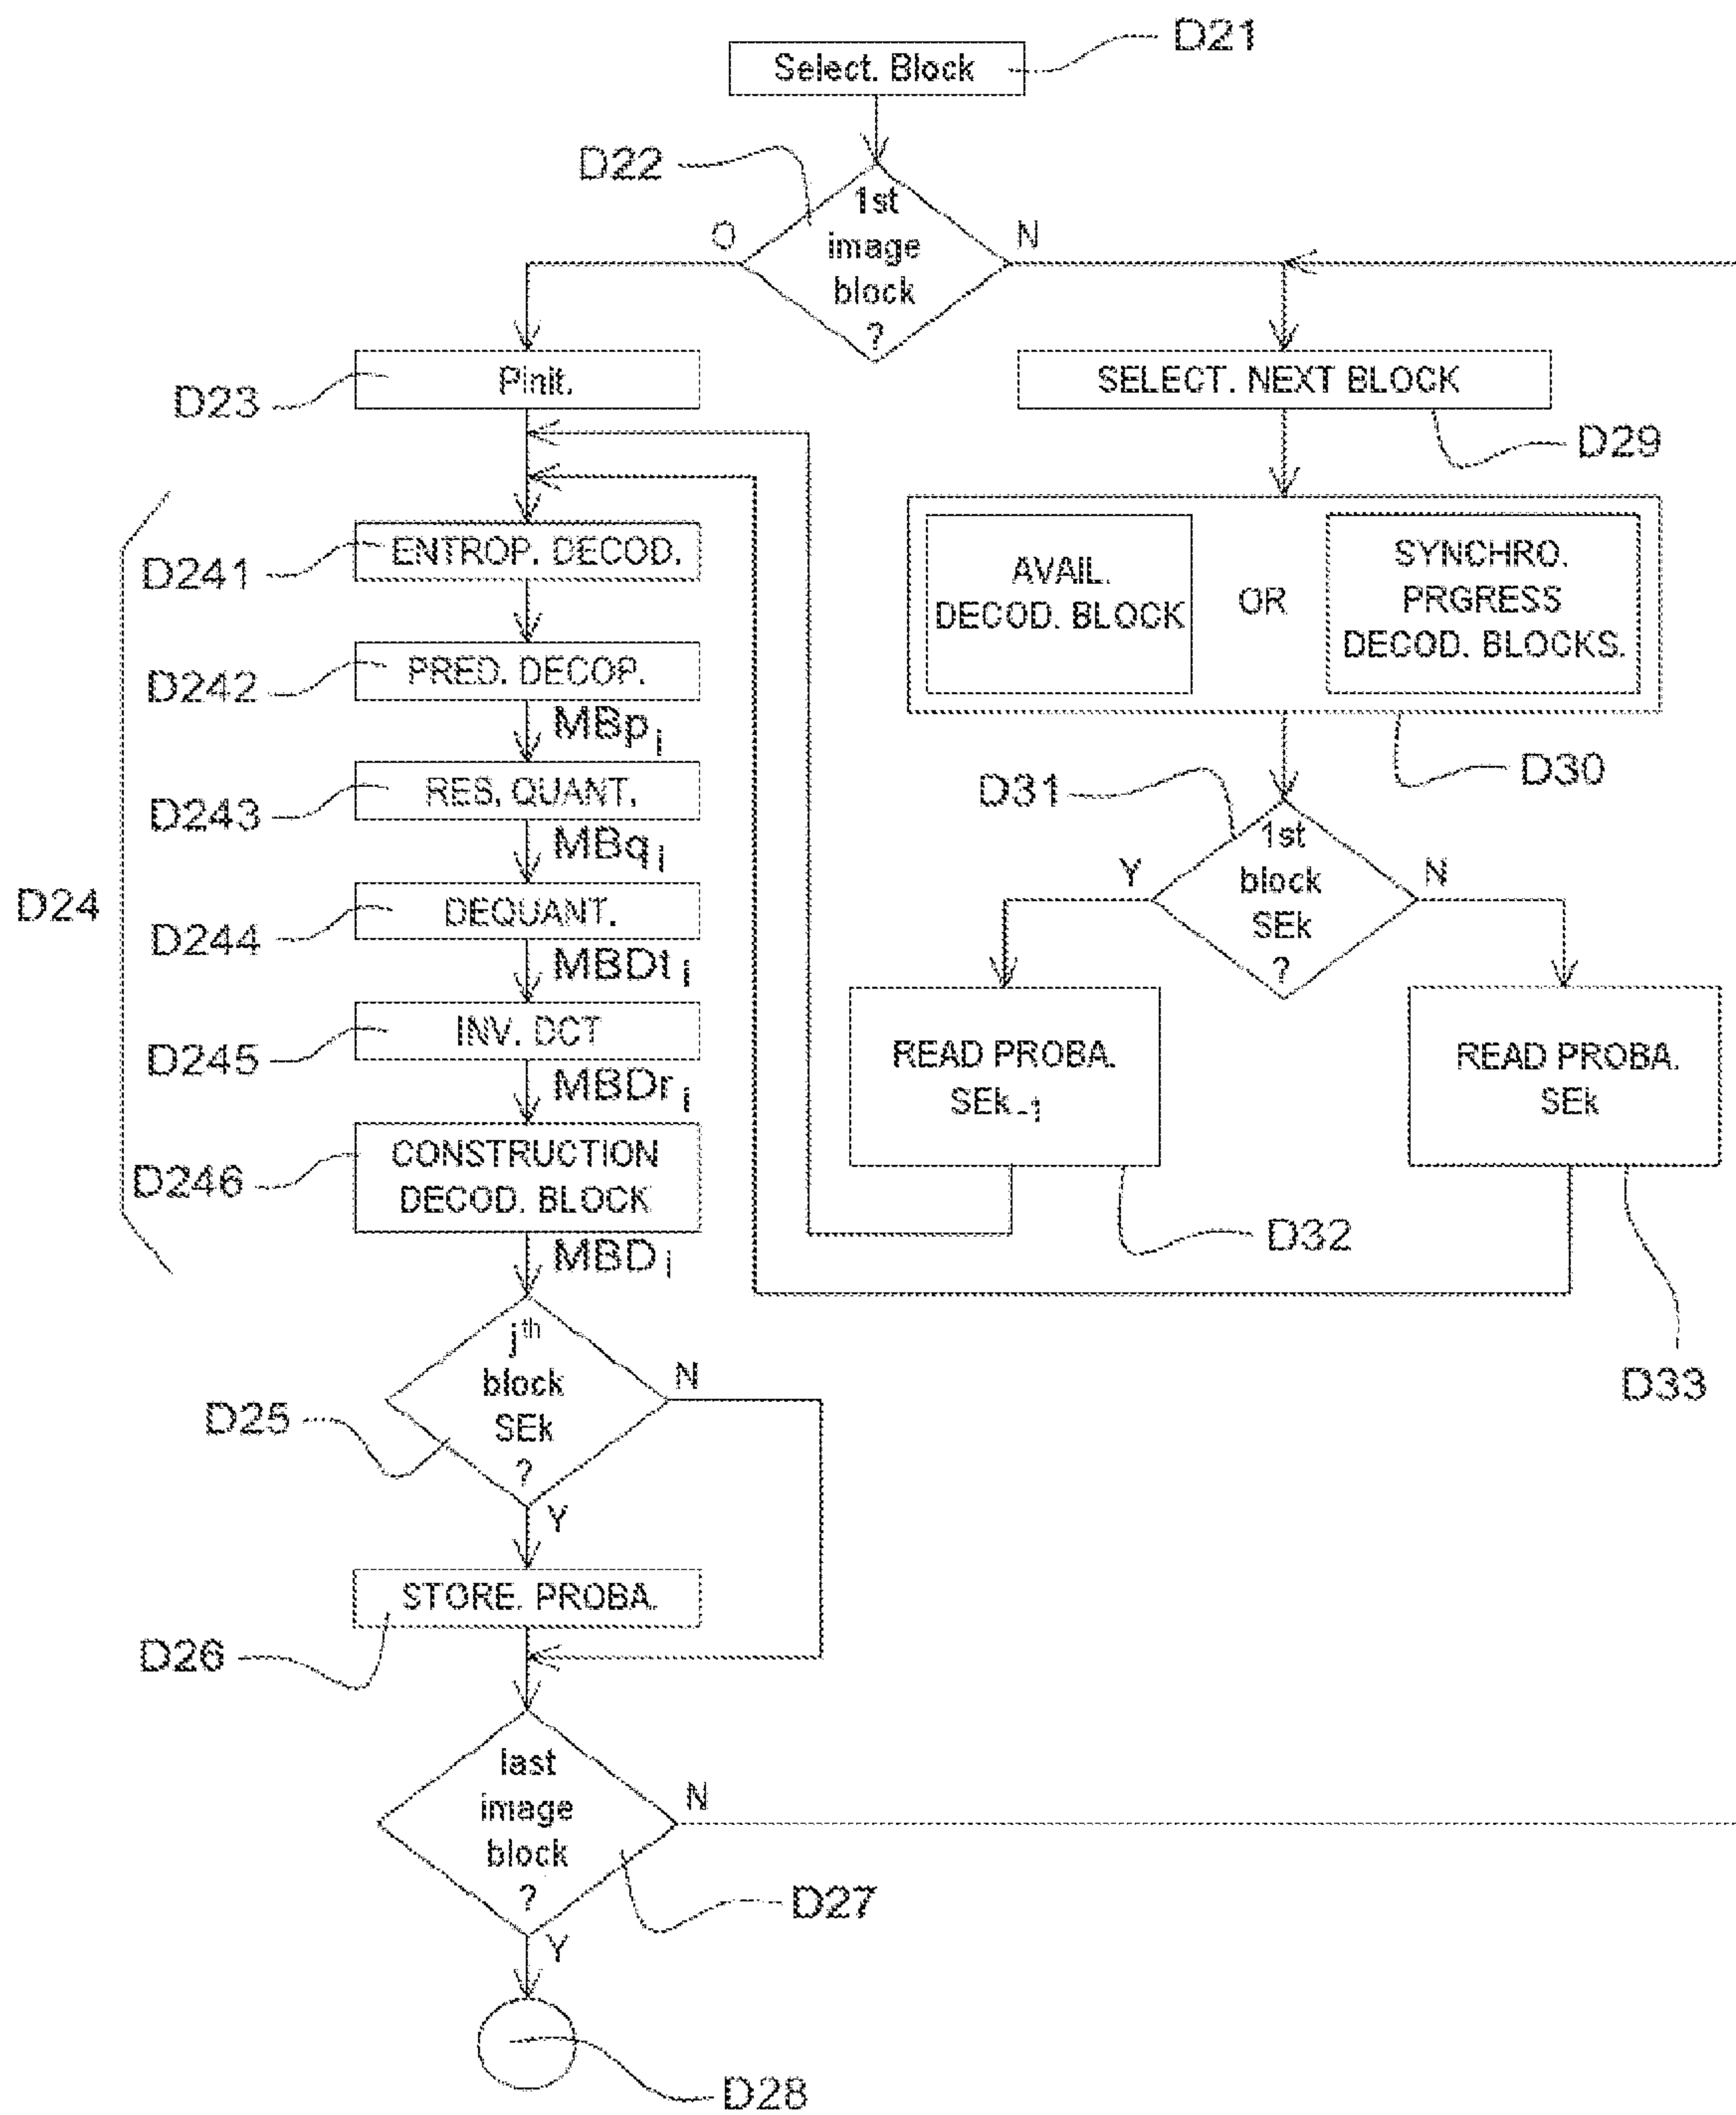 D21
Select. Block
D22
1st
image
block
?
O
N
D23
Pinit.
SELECT. NEXT BLOCK
D29
D24
D241
ENTROP. DECOD.
D242
PRED. DECOP.
MBp i
D243
RES. QUANT.
MBq i
D244
DEQUANT.
MBDt i
D245
INV. DCT
MBDr i
D246
CONSTRUCTION
DECOD. BLOCK
MBD i
AVAIL.
DECOD. BLOCK
OR
SYNCHRO.
PRGRESS
DECOD. BLOCKS.
D30
D31
1st
block
SEk
?
Y
N
READ PROBA.
SEk-1
D32
READ PROBA.
SEk
D33
jth
block
SEk
?
N
D25
Y
STORE. PROBA.
D26
last
image
block
?
N
D27
Y
D28